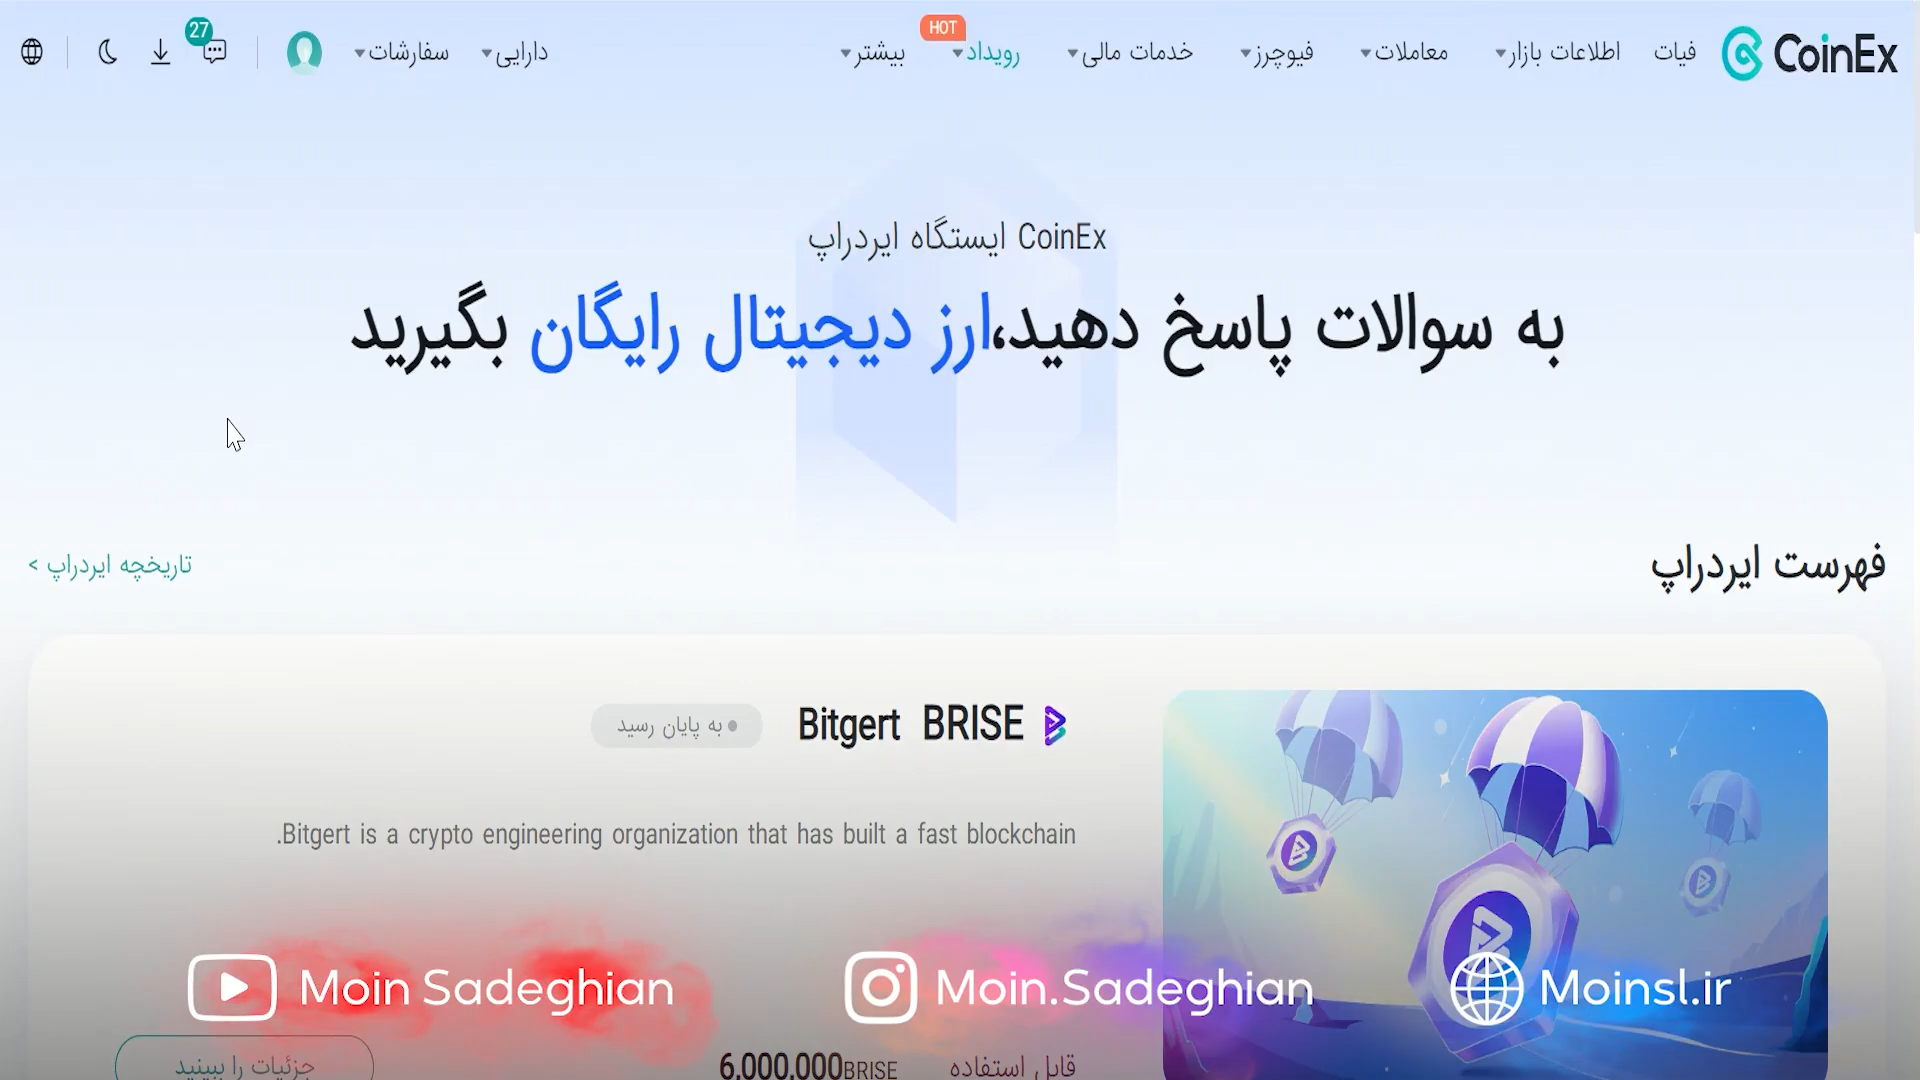 CoinEx
فیات
اطلاعات بازار
معاملات
فیوچرز
خدمات مالی
رویداد
HOT
بیشتر
دارایی
سفارشات
27
CoinEx ایستگاه ایردراپ
به سوالات پاسخ دهید،ارز دیجیتال رایگان بگیرید
فهرست ایردراپ
تاریخچه ایردراپ >
Bitgert BRISE
به پایان رسید
.Bitgert is a crypto engineering organization that has built a fast blockchain
Moin Sadeghian
Moin.Sadeghian
Moinsl.ir
قابل استفاده
6,000,000BRISE
جزئیات را ببینید